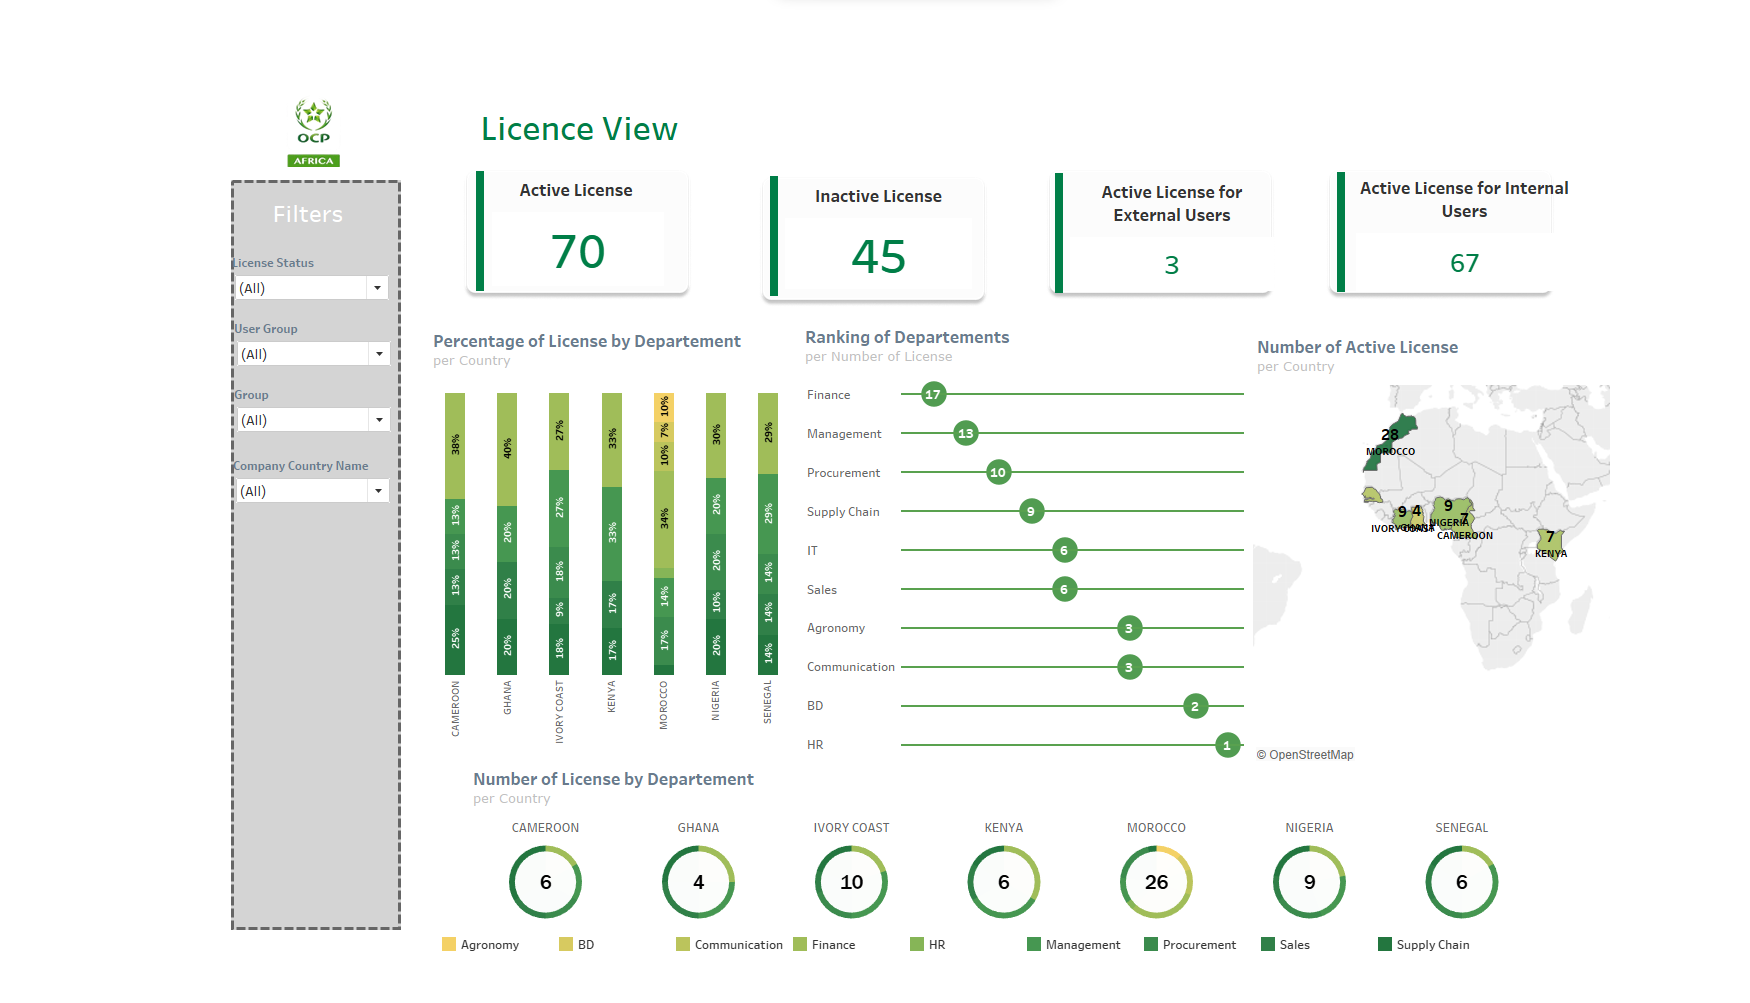 OCP
AFRICA
Licence View
Filters
License Status
(All)
User Group
(All)
Group
(All)
Company Country Name
(All)
Active License
70
Inactive License
45
Active License for
External Users
3
Active License for Internal
Users
67
Percentage of License by Departement
per Country
38%
13%
13%
13%
25%
40%
20%
20%
20%
27%
27%
18%
9%
18%
33%
33%
17%
17%
10%
7%
10%
34%
14%
17%
30%
20%
20%
10%
20%
29%
29%
14%
14%
14%
CAMEROON
GHANA
IVORY COAST
KENYA
MOROCCO
NIGERIA
SENEGAL
Ranking of Departements
per Number of License
Finance 17
Management 13
Procurement 10
Supply Chain 9
IT 6
Sales 6
Agronomy 3
Communication 3
BD 2
HR 1
Number of Active License
per Country
28
MOROCCO
9
IVORY COAST
4
GHANA
9
NIGERIA
7
CAMEROON
7
KENYA
© OpenStreetMap
Number of License by Departement
per Country
CAMEROON GHANA IVORY COAST KENYA MOROCCO NIGERIA SENEGAL
6 4 10 6 26 9 6
Agronomy BD Communication Finance HR Management Procurement Sales Supply Chain